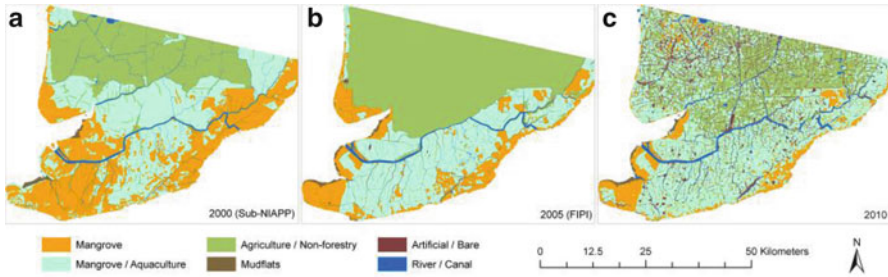 a
b
c
2000 (Sub-NIAPP)
2005 (FIPI)
2010
Mangrove
Agriculture / Non-forestry
Artificial / Bare
Mangrove / Aquaculture
Mudflats
River / Canal
0 12.5 25 50 Kilometers
N